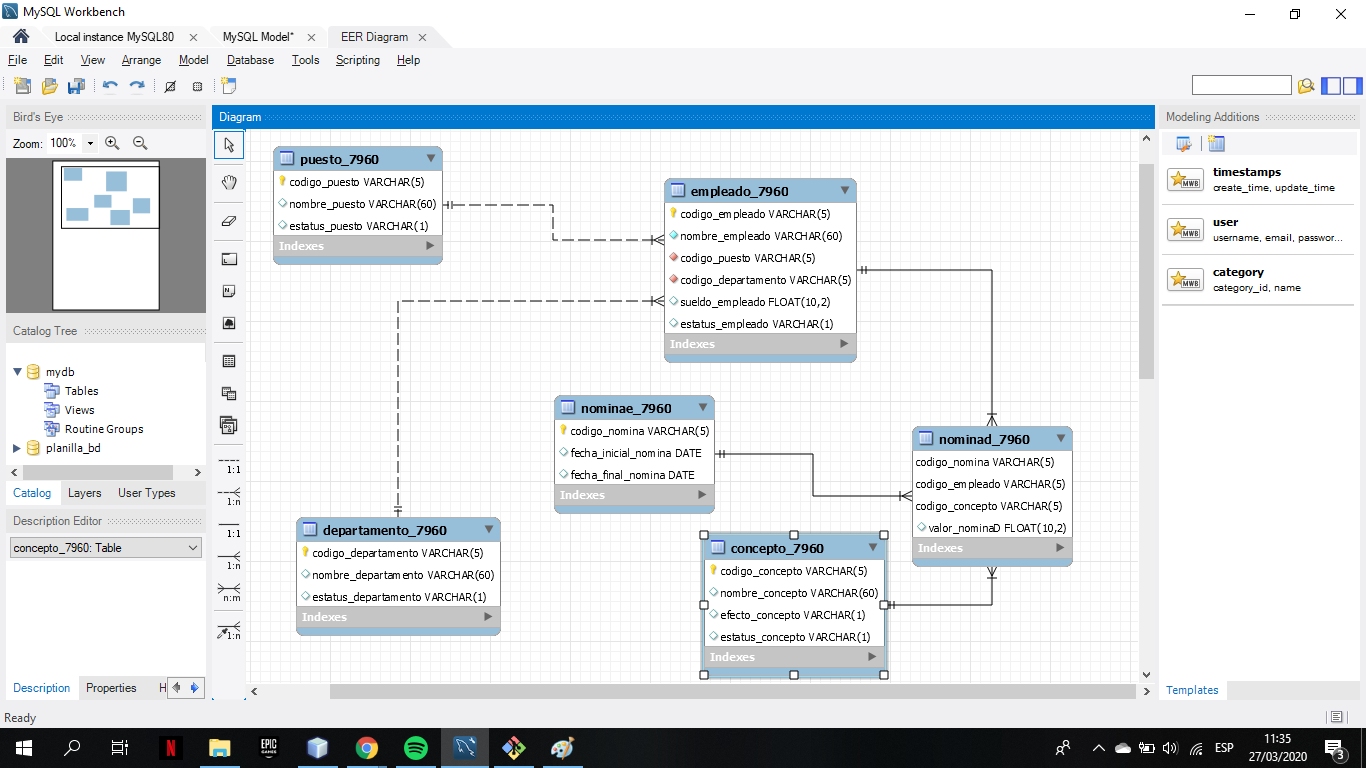 MySQL Workbench
Local instance MySQL80
MySQL Model*
EER Diagram
File Edit View Arrange Model Database Tools Scripting Help
Bird's Eye
Zoom: 100%
Catalog Tree
mydb
Tables
Views
Routine Groups
planilla_bd
Catalog Layers User Types
Description Editor
concepto_7960: Table
Description Properties H
Ready
Diagram
1:1
1:n
1:1
1:n
n:m
1:n
puesto_7960
codigo_puesto VARCHAR(5)
nombre_puesto VARCHAR(60)
estatus_puesto VARCHAR(1)
Indexes
empleado_7960
codigo_empleado VARCHAR(5)
nombre_empleado VARCHAR(60)
codigo_puesto VARCHAR(5)
codigo_departamento VARCHAR(5)
sueldo_empleado FLOAT(10,2)
estatus_empleado VARCHAR(1)
Indexes
nominae_7960
codigo_nomina VARCHAR(5)
fecha_inicial_nomina DATE
fecha_final_nomina DATE
Indexes
nominad_7960
codigo_nomina VARCHAR(5)
codigo_empleado VARCHAR(5)
codigo_concepto VARCHAR(5)
valor_nominaD FLOAT(10,2)
Indexes
departamento_7960
codigo_departamento VARCHAR(5)
nombre_departamento VARCHAR(60)
estatus_departamento VARCHAR(1)
Indexes
concepto_7960
codigo_concepto VARCHAR(5)
nombre_concepto VARCHAR(60)
efecto_concepto VARCHAR(1)
estatus_concepto VARCHAR(1)
Indexes
Modeling Additions
MWB
timestamps
create_time, update_time
MWB
user
username, email, passwor...
MWB
category
category_id, name
Templates
N
EPIC
GAMES
ESP
11:35
27/03/2020
3